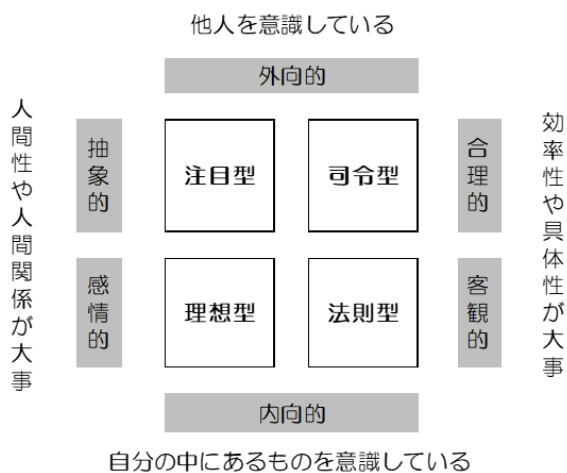 他人を意識している
外向的
人間性や人間関係が大事
抽象的
注目型
司令型
合理的
効率性や具体性が大事
感情的
理想型
法則型
客観的
内向的
自分の中にあるものを意識している